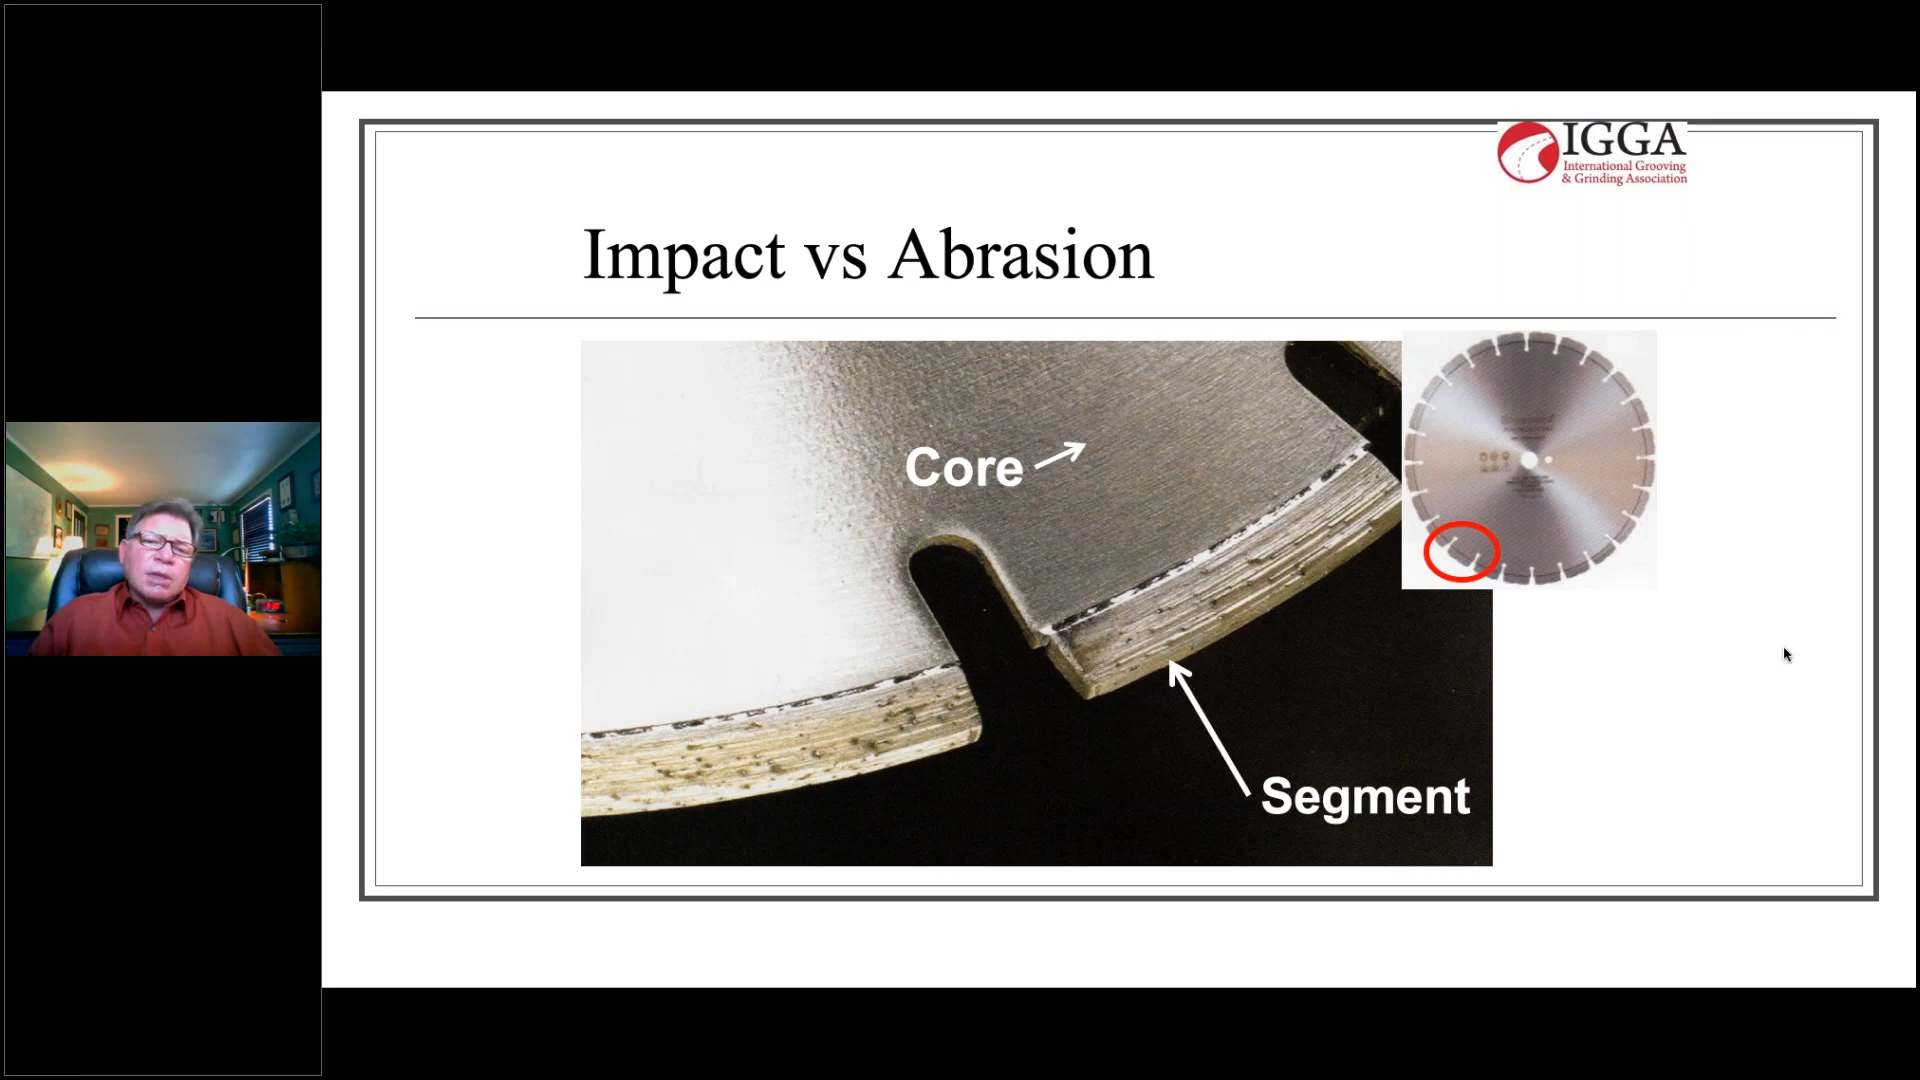 IGGA
International Grooving
& Grinding Association
Impact vs Abrasion
Core
Segment